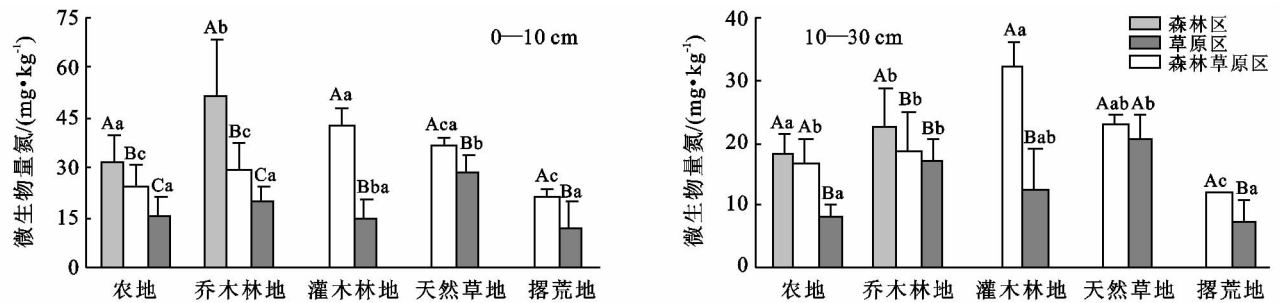 75
60
45
30
15
0
微生物量氮/(mg•kg⁻¹)
0—10 cm
Aa
Bc
Ca
Ab
Bc
Ca
Aa
Bba
Aca
Bb
Ac
Ba
农地
乔木林地
灌木林地
天然草地
撂荒地
40
30
20
10
0
微生物量氮/(mg•kg⁻¹)
10—30 cm
森林区
草原区
森林草原区
Aa
Ab
Ba
Ab
Bb
Bb
Aa
Bab
Aab
Ab
Ac
Ba
农地
乔木林地
灌木林地
天然草地
撂荒地